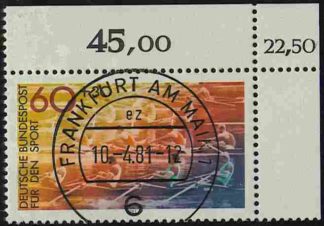 45,00
22,50
60
DEUTSCHE BUNDESPOST
FÜR DEN SPORT
FRANKFURT AM MAIN 1
ez
10.-4.81-12
6